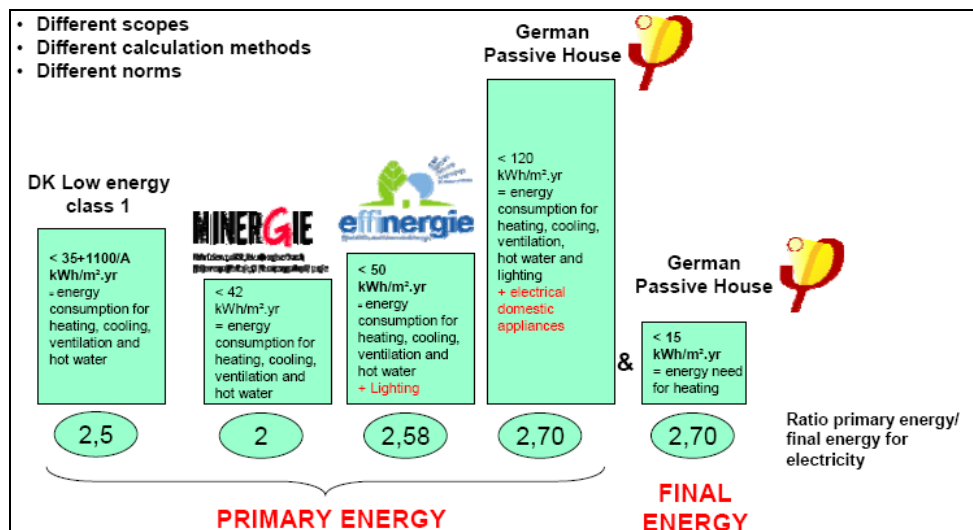 • Different scopes
• Different calculation methods
• Different norms
German
Passive House
DK Low energy
class 1
MINERGIE
effinergie
< 35+1100/A
kWh/m².yr
= energy
consumption for
heating, cooling,
ventilation and
hot water
< 42
kWh/m².yr
= energy
consumption for
heating, cooling,
ventilation and
hot water
< 50
kWh/m².yr
= energy
consumption for
heating, cooling,
ventilation and
hot water
+ Lighting
< 120
kWh/m².yr
= energy
consumption for
heating, cooling,
ventilation,
hot water and
lighting
+ electrical
domestic
appliances
German
Passive House
&
< 15
kWh/m².yr
= energy need
for heating
2,5
2
2,58
2,70
2,70
Ratio primary energy/
final energy for
electricity
PRIMARY ENERGY
FINAL
ENERGY